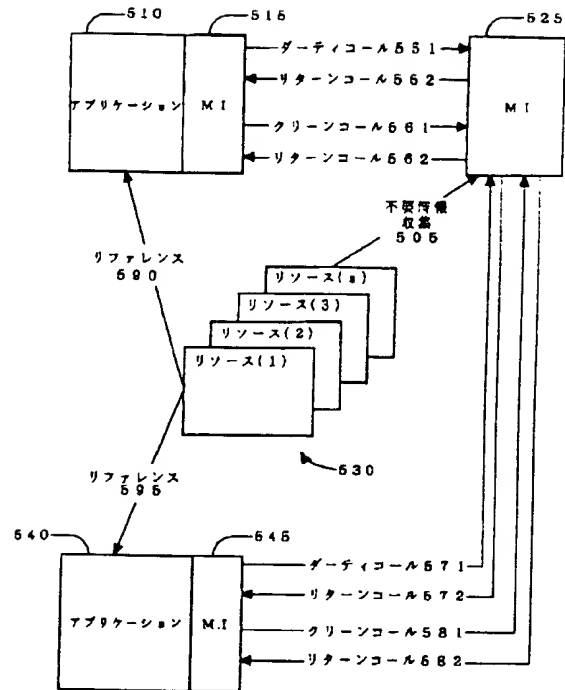 510
515
525
アプリケーション
MI
ダーティコール551
リターンコール552
クリーンコール561
リターンコール562
MI
不要情報
収集
505
リファレンス
590
リソース(n)
リソース(3)
リソース(2)
リソース(1)
530
リファレンス
595
540
545
アプリケーション
M.I
ダーティコール571
リターンコール572
クリーンコール581
リターンコール582